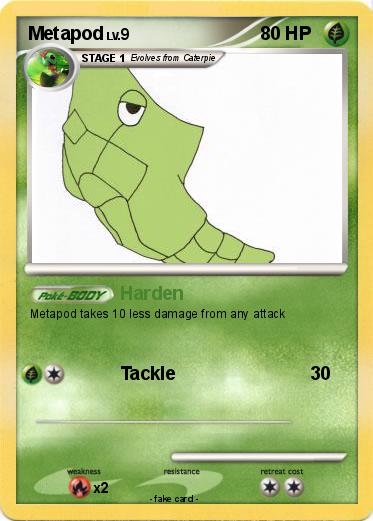 Metapod LV.9 80 HP
STAGE 1 Evolves from Caterpie
Poké-BODY Harden
Metapod takes 10 less damage from any attack
Tackle 30
weakness resistance retreat cost
x2
- fake card -